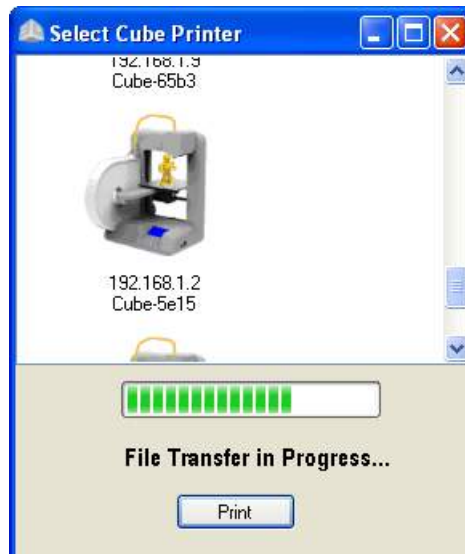 Select Cube Printer
192.168.1.9
Cube-65b3
192.168.1.2
Cube-5e15
File Transfer in Progress...
Print